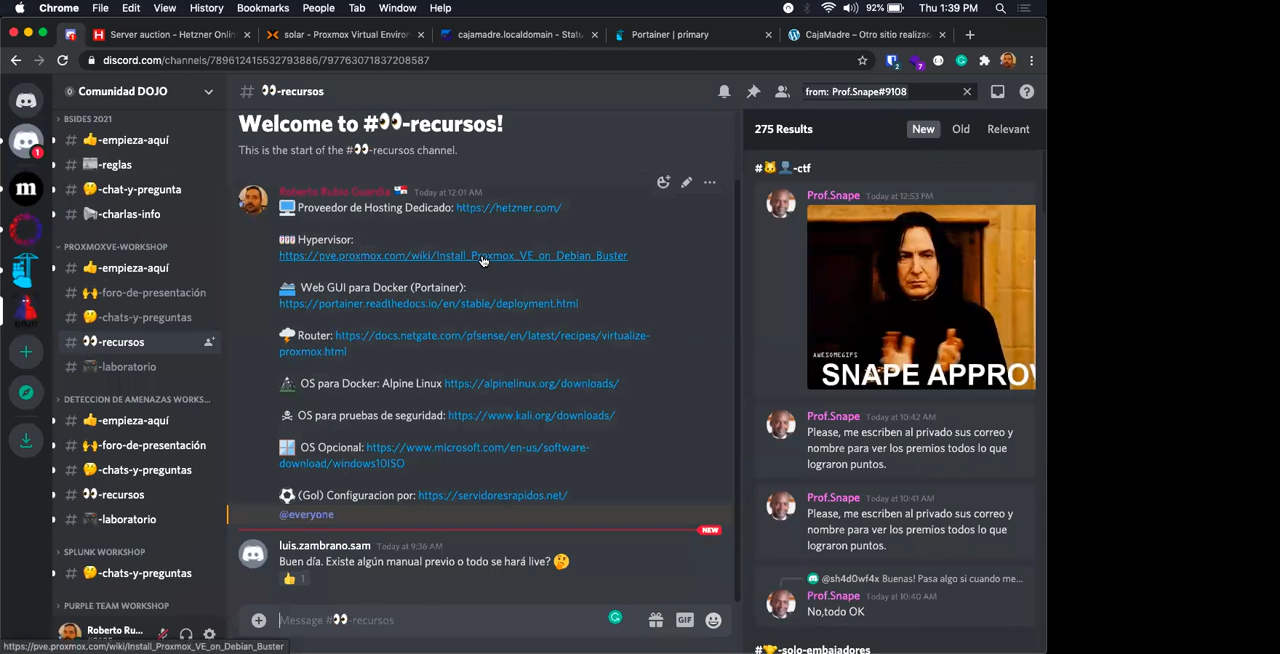 Chrome File Edit View History Bookmarks People Tab Window Help 92% Thu 1:39 PM
Server auction - Hetzner Onlin
solar - Proxmox Virtual Enviro
cajamadre.localdomain - Statu
Portainer | primary
CajaMadre – Otro sitio realizac
discord.com/channels/789612415532793886/797763071837208587
Comunidad DOJO
BSIDES 2021
# 👍-empieza-aquí
# 📰-reglas
# 🤔-chat-y-pregunta
# 📢-charlas-info
PROXMOXVE-WORKSHOP
# 👍-empieza-aquí
# 🙌-foro-de-presentación
# 🤔-chats-y-preguntas
# 👀-recursos
# -laboratorio
DETECCION DE AMENAZAS WORKS...
# 👍-empieza-aquí
# 🙌-foro-de-presentación
# 🤔-chats-y-preguntas
# 👀-recursos
# -laboratorio
SPLUNK WORKSHOP
# 🤔-chats-y-preguntas
PURPLE TEAM WORKSHOP
Roberto Ru...
https://pve.proxmox.com/wiki/Install_Proxmox_VE_on_Debian_Buster
# 👀-recursos
Welcome to #👀-recursos!
This is the start of the #👀-recursos channel.
Roberto Rubio Guardia 🇵🇦 Today at 12:01 AM
🖥️Proveedor de Hosting Dedicado: https://hetzner.com/
Hypervisor:
https://pve.proxmox.com/wiki/Install_Proxmox_VE_on_Debian_Buster
Web GUI para Docker (Portainer):
https://portainer.readthedocs.io/en/stable/deployment.html
🌩️Router: https://docs.netgate.com/pfsense/en/latest/recipes/virtualize-
proxmox.html
OS para Docker: Alpine Linux https://alpinelinux.org/downloads/
☠ OS para pruebas de seguridad: https://www.kali.org/downloads/
🪟 OS Opcional: https://www.microsoft.com/en-us/software-
download/windows10ISO
⚽ (Gol) Configuracion por: https://servidoresrapidos.net/
@everyone
NEW
luis.zambrano.sam Today at 9:36 AM
Buen día. Existe algún manual previo o todo se hará live? 🤔
👍 1
Message #👀-recursos
GIF
from: Prof.Snape#9108
275 Results New Old Relevant
#🐱👤-ctf
Prof.Snape Today at 12:53 PM
AWESOMEGIFS
SNAPE APPROV
Prof.Snape Today at 10:42 AM
Please, me escriben al privado sus correo y
nombre para ver los premios todos lo que
lograron puntos.
Prof.Snape Today at 10:41 AM
Please, me escriben al privado sus correo y
nombre para ver los premios todos lo que
lograron puntos.
@sh4d0wf4x Buenas! Pasa algo si cuando me...
Prof.Snape Today at 10:40 AM
No,todo OK
#🏆-solo-embajadores